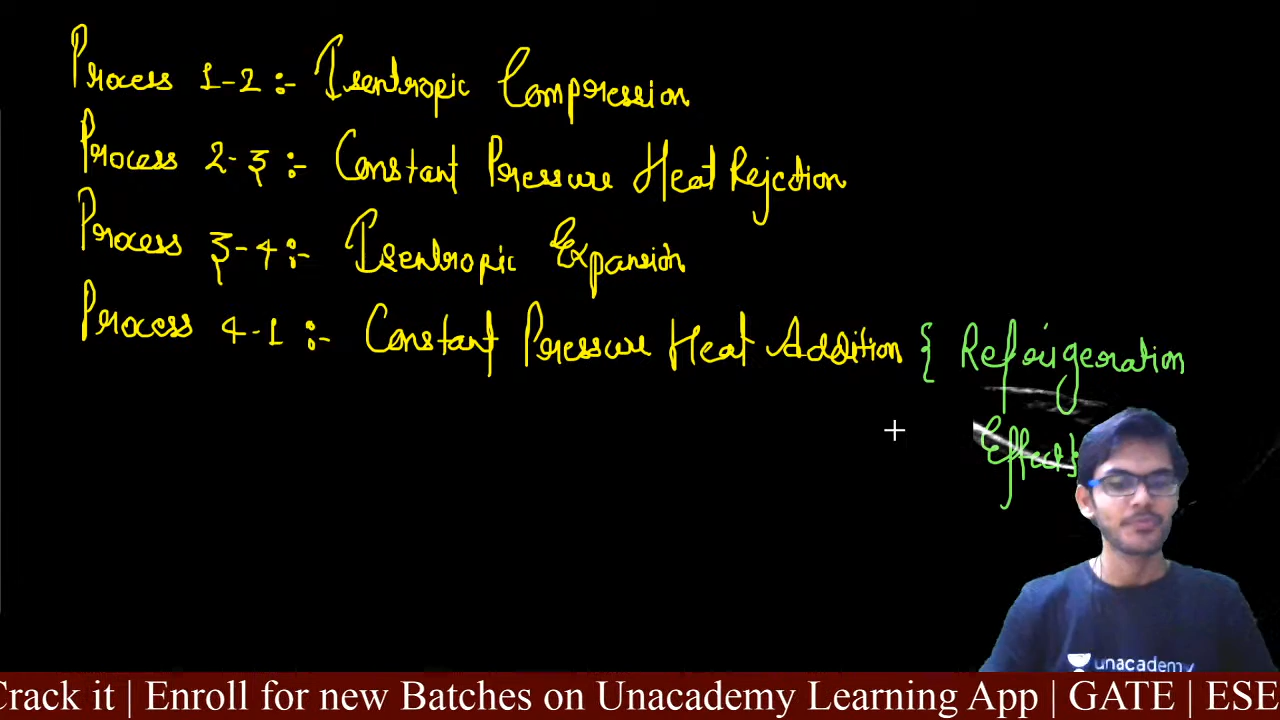 Process 1-2 :- Isentropic Compression
Process 2-3 :- Constant Pressure Heat Rejction
Process 3-4 :- Isentropic Expansion
Process 4-1 :- Constant Pressure Heat Addition { Refrigeration
Effect}
unacademy
Crack it | Enroll for new Batches on Unacademy Learning App | GATE | ESE